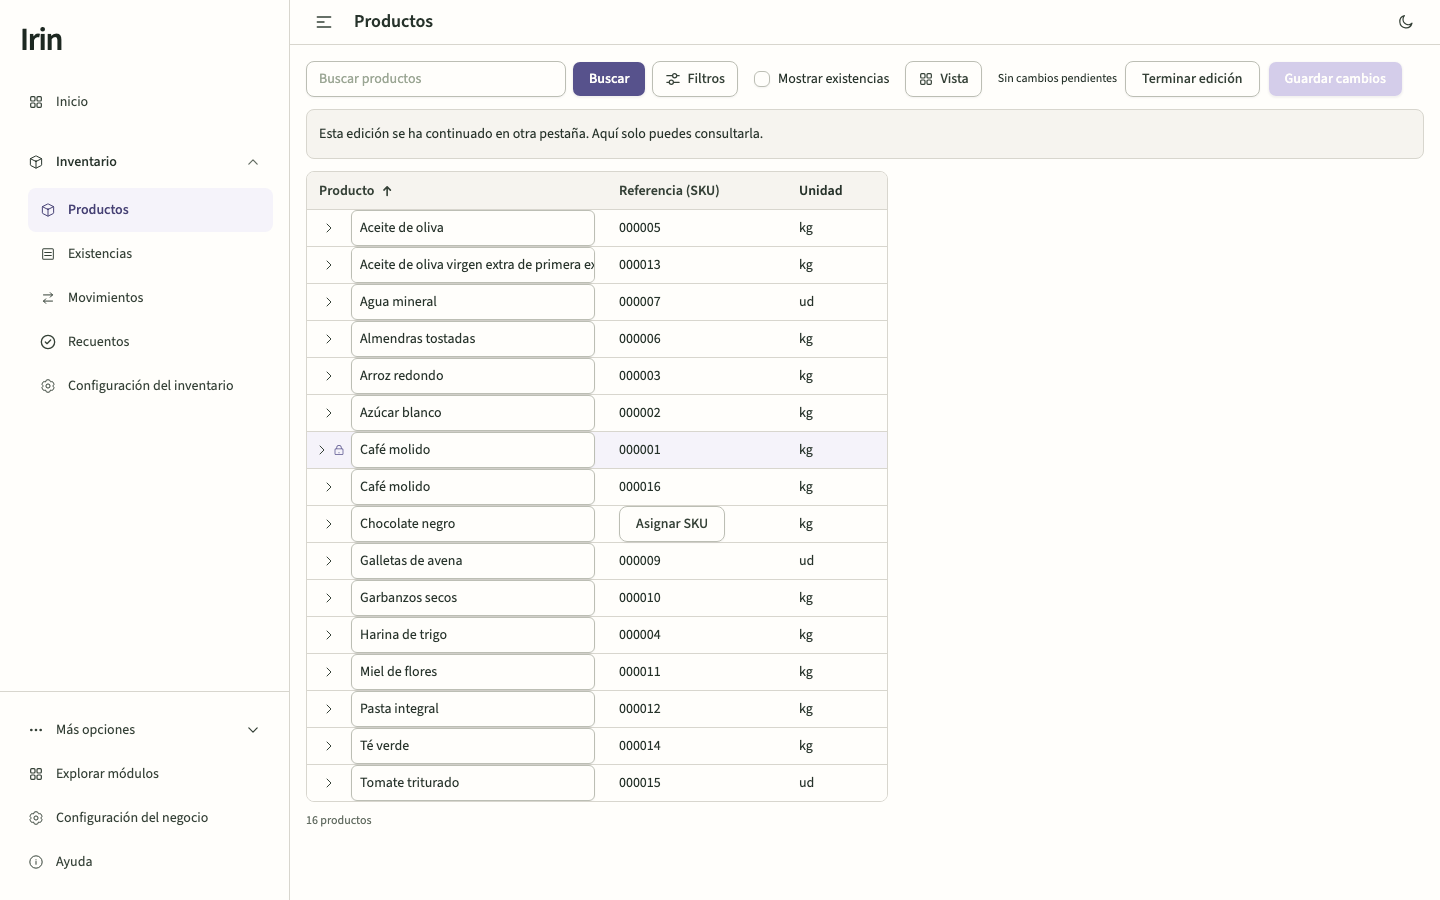 Irin
Productos
Inicio
Inventario
Productos
Existencias
Movimientos
Recuentos
Configuración del inventario
Más opciones
Explorar módulos
Configuración del negocio
Ayuda
Buscar productos
Buscar
Filtros
Mostrar existencias
Vista
Sin cambios pendientes
Terminar edición
Guardar cambios
Esta edición se ha continuado en otra pestaña. Aquí solo puedes consultarla.
Producto Referencia (SKU) Unidad
Aceite de oliva 000005 kg
Aceite de oliva virgen extra de primera 000013 kg
Agua mineral 000007 ud
Almendras tostadas 000006 kg
Arroz redondo 000003 kg
Azúcar blanco 000002 kg
Café molido 000001 kg
Café molido 000016 kg
Chocolate negro Asignar SKU kg
Galletas de avena 000009 ud
Garbanzos secos 000010 kg
Harina de trigo 000004 kg
Miel de flores 000011 kg
Pasta integral 000012 kg
Té verde 000014 kg
Tomate triturado 000015 ud
16 productos